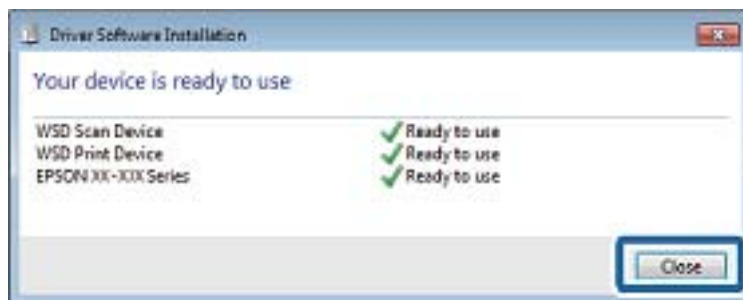 Driver Software Installation
Your device is ready to use
WSD Scan Device Ready to use
WSD Print Device Ready to use
EPSON XX-XXX Series Ready to use
Close